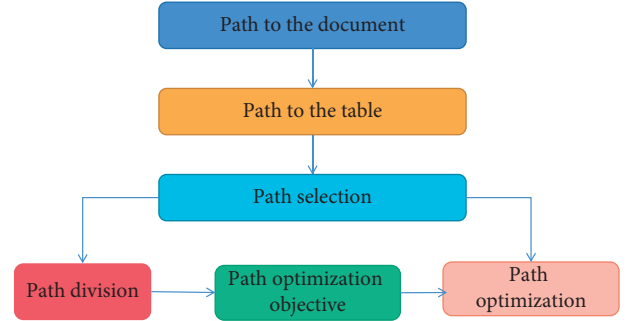 Path to the document
Path to the table
Path selection
Path division
Path optimization
objective
Path
optimization